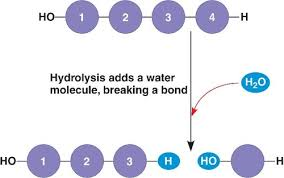 HO 1 2 3 4 H
Hydrolysis adds a water
molecule, breaking a bond
H₂O
HO 1 2 3 H HO H